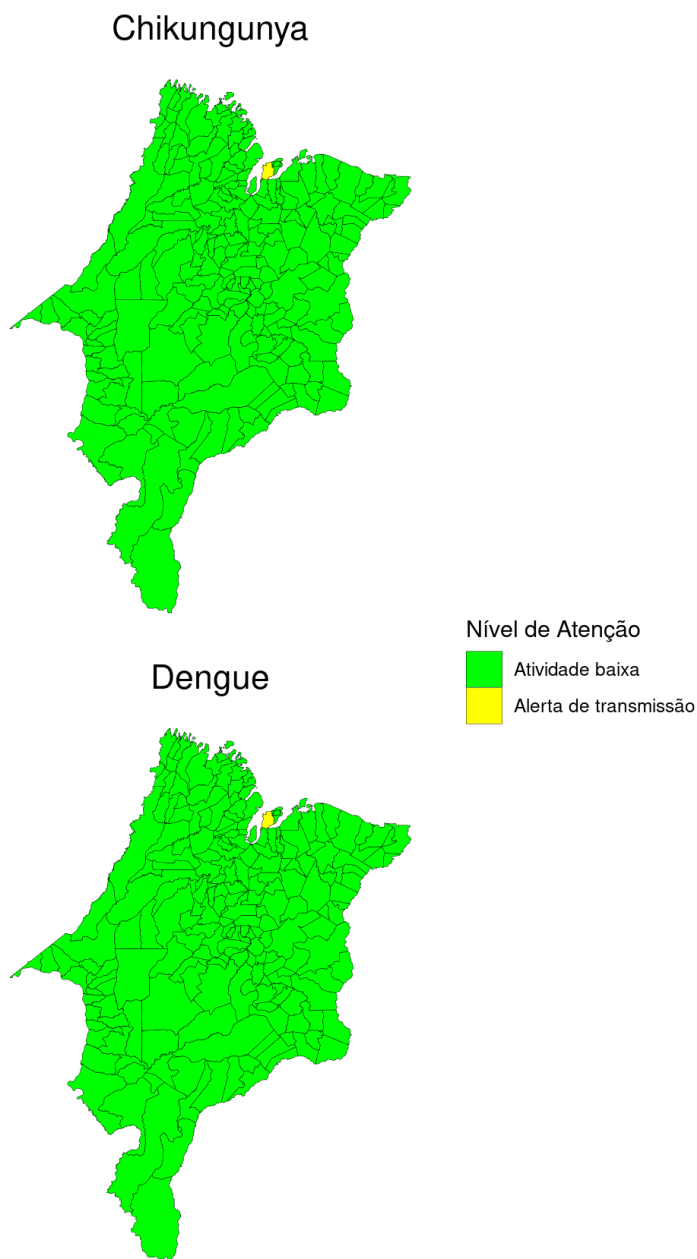 Chikungunya
Nível de Atenção
Atividade baixa
Alerta de transmissão
Dengue